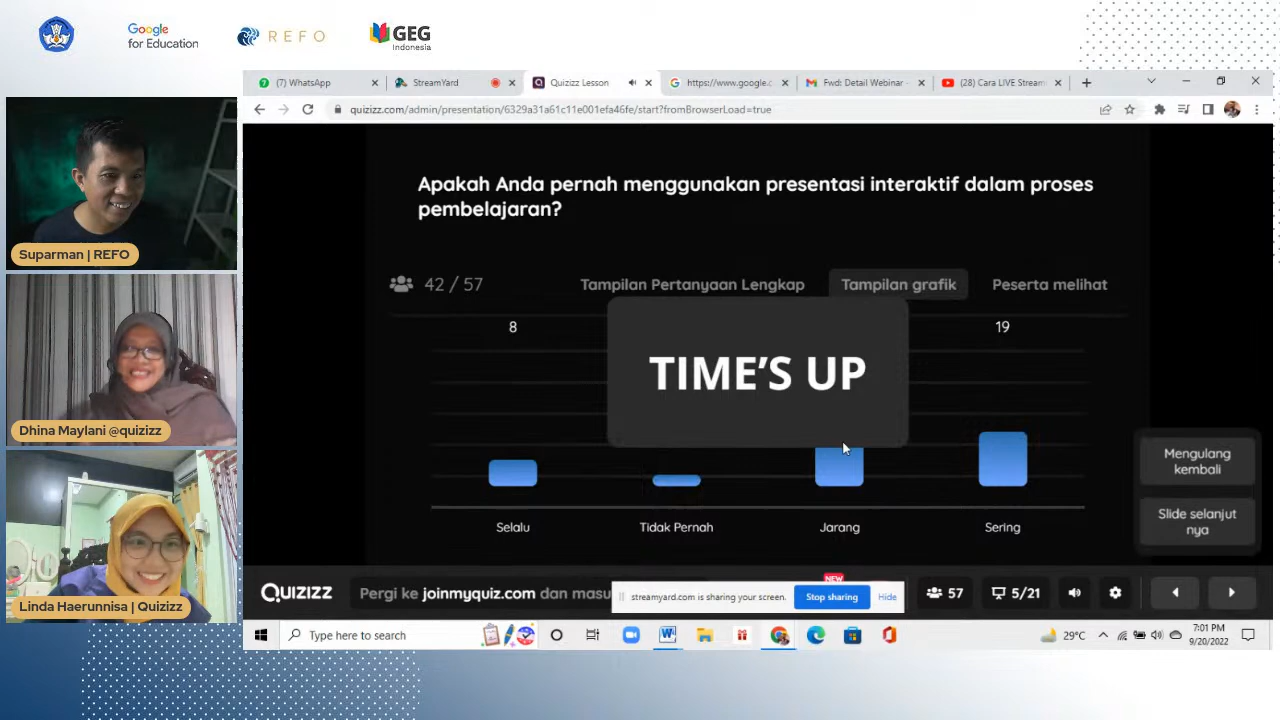 Google
for Education
REFO
GEG
Indonesia
(7) WhatsApp
StreamYard
Quizizz Lesson
https://www.google.c
Fwd: Detail Webinar -
(28) Cara LIVE Stream
quizizz.com/admin/presentation/6329a31a61c11e001efa46fe/start?fromBrowserLoad=true
Suparman | REFO
Dhina Maylani @quizizz
Linda Haerunnisa | Quizizz
Apakah Anda pernah menggunakan presentasi interaktif dalam proses
pembelajaran?
42 / 57
Tampilan Pertanyaan Lengkap
Tampilan grafik
Peserta melihat
8
19
TIME'S UP
Selalu
Tidak Pernah
Jarang
Sering
Mengulang
kembali
Slide selanjut
nya
QUIZIZZ
Pergi ke joinmyquiz.com dan masu
NEW
streamyard.com is sharing your screen.
Stop sharing
Hide
57
5/21
Type here to search
29°C
7:01 PM
9/20/2022